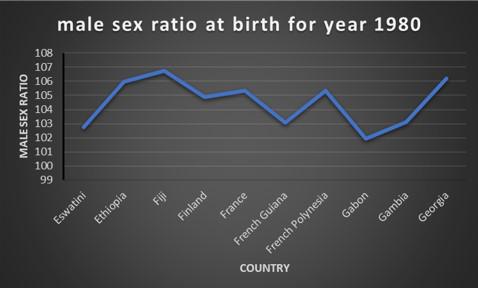 male sex ratio at birth for year 1980
MALE SEX RATIO
108
107
106
105
104
103
102
101
100
99
Eswatini
Ethiopia
Fiji
Finland
France
French Guiana
French Polynesia
Gabon
Gambia
Georgia
COUNTRY